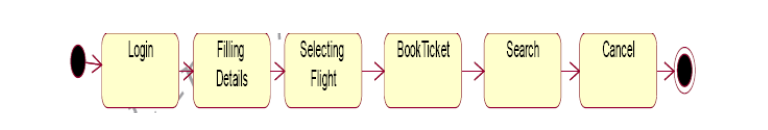 Login
Filling
Details
Selecting
Flight
BookTicket
Search
Cancel